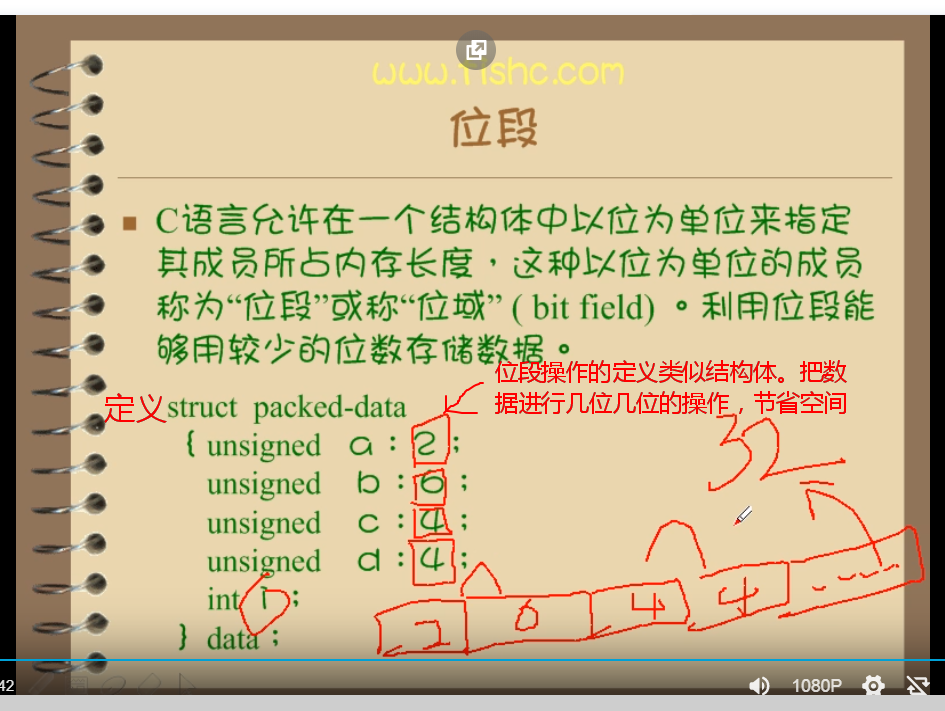 www.11shc.com
位段
C语言允许在一个结构体中以位为单位来指定
其成员所占内存长度，这种以位为单位的成员
称为“位段”或称“位域” ( bit field) 。利用位段能
够用较少的位数存储数据。
位段操作的定义类似结构体。把数
据进行几位几位的操作，节省空间
定义struct packed-data
{ unsigned a : 2 ;
unsigned b : 6 ;
unsigned c : 4 ;
unsigned d : 4 ;
int i ;
} data ;
32
2 6 4 4
42
1080P